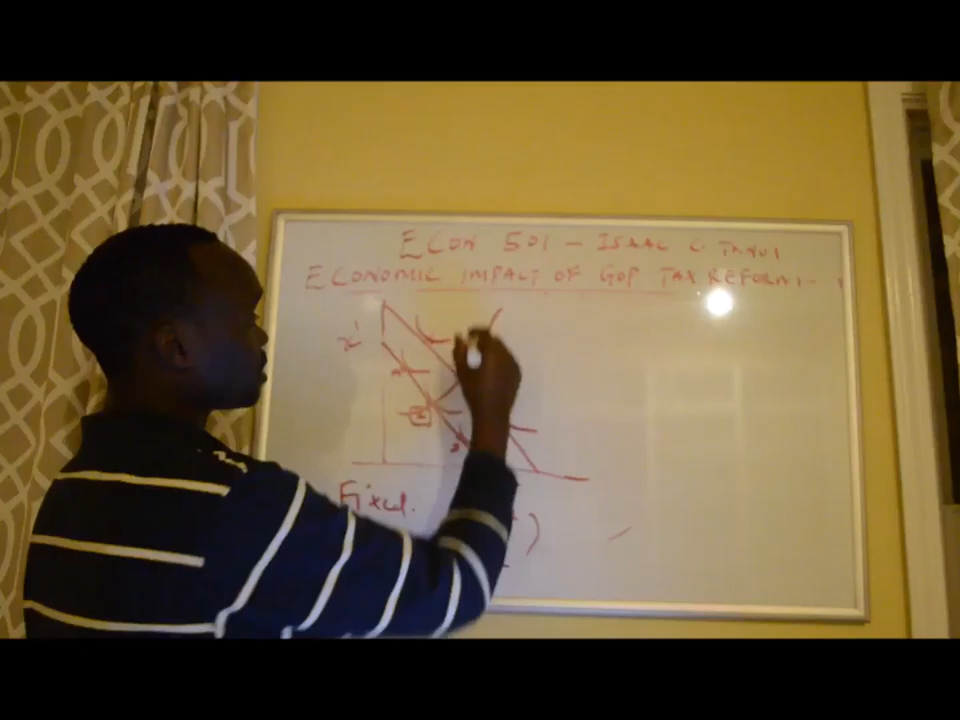 ECON 501 - ISAAC C. TANUI
ECONOMIC IMPACT OF GOP TAX REFORM -
Fixed.
)